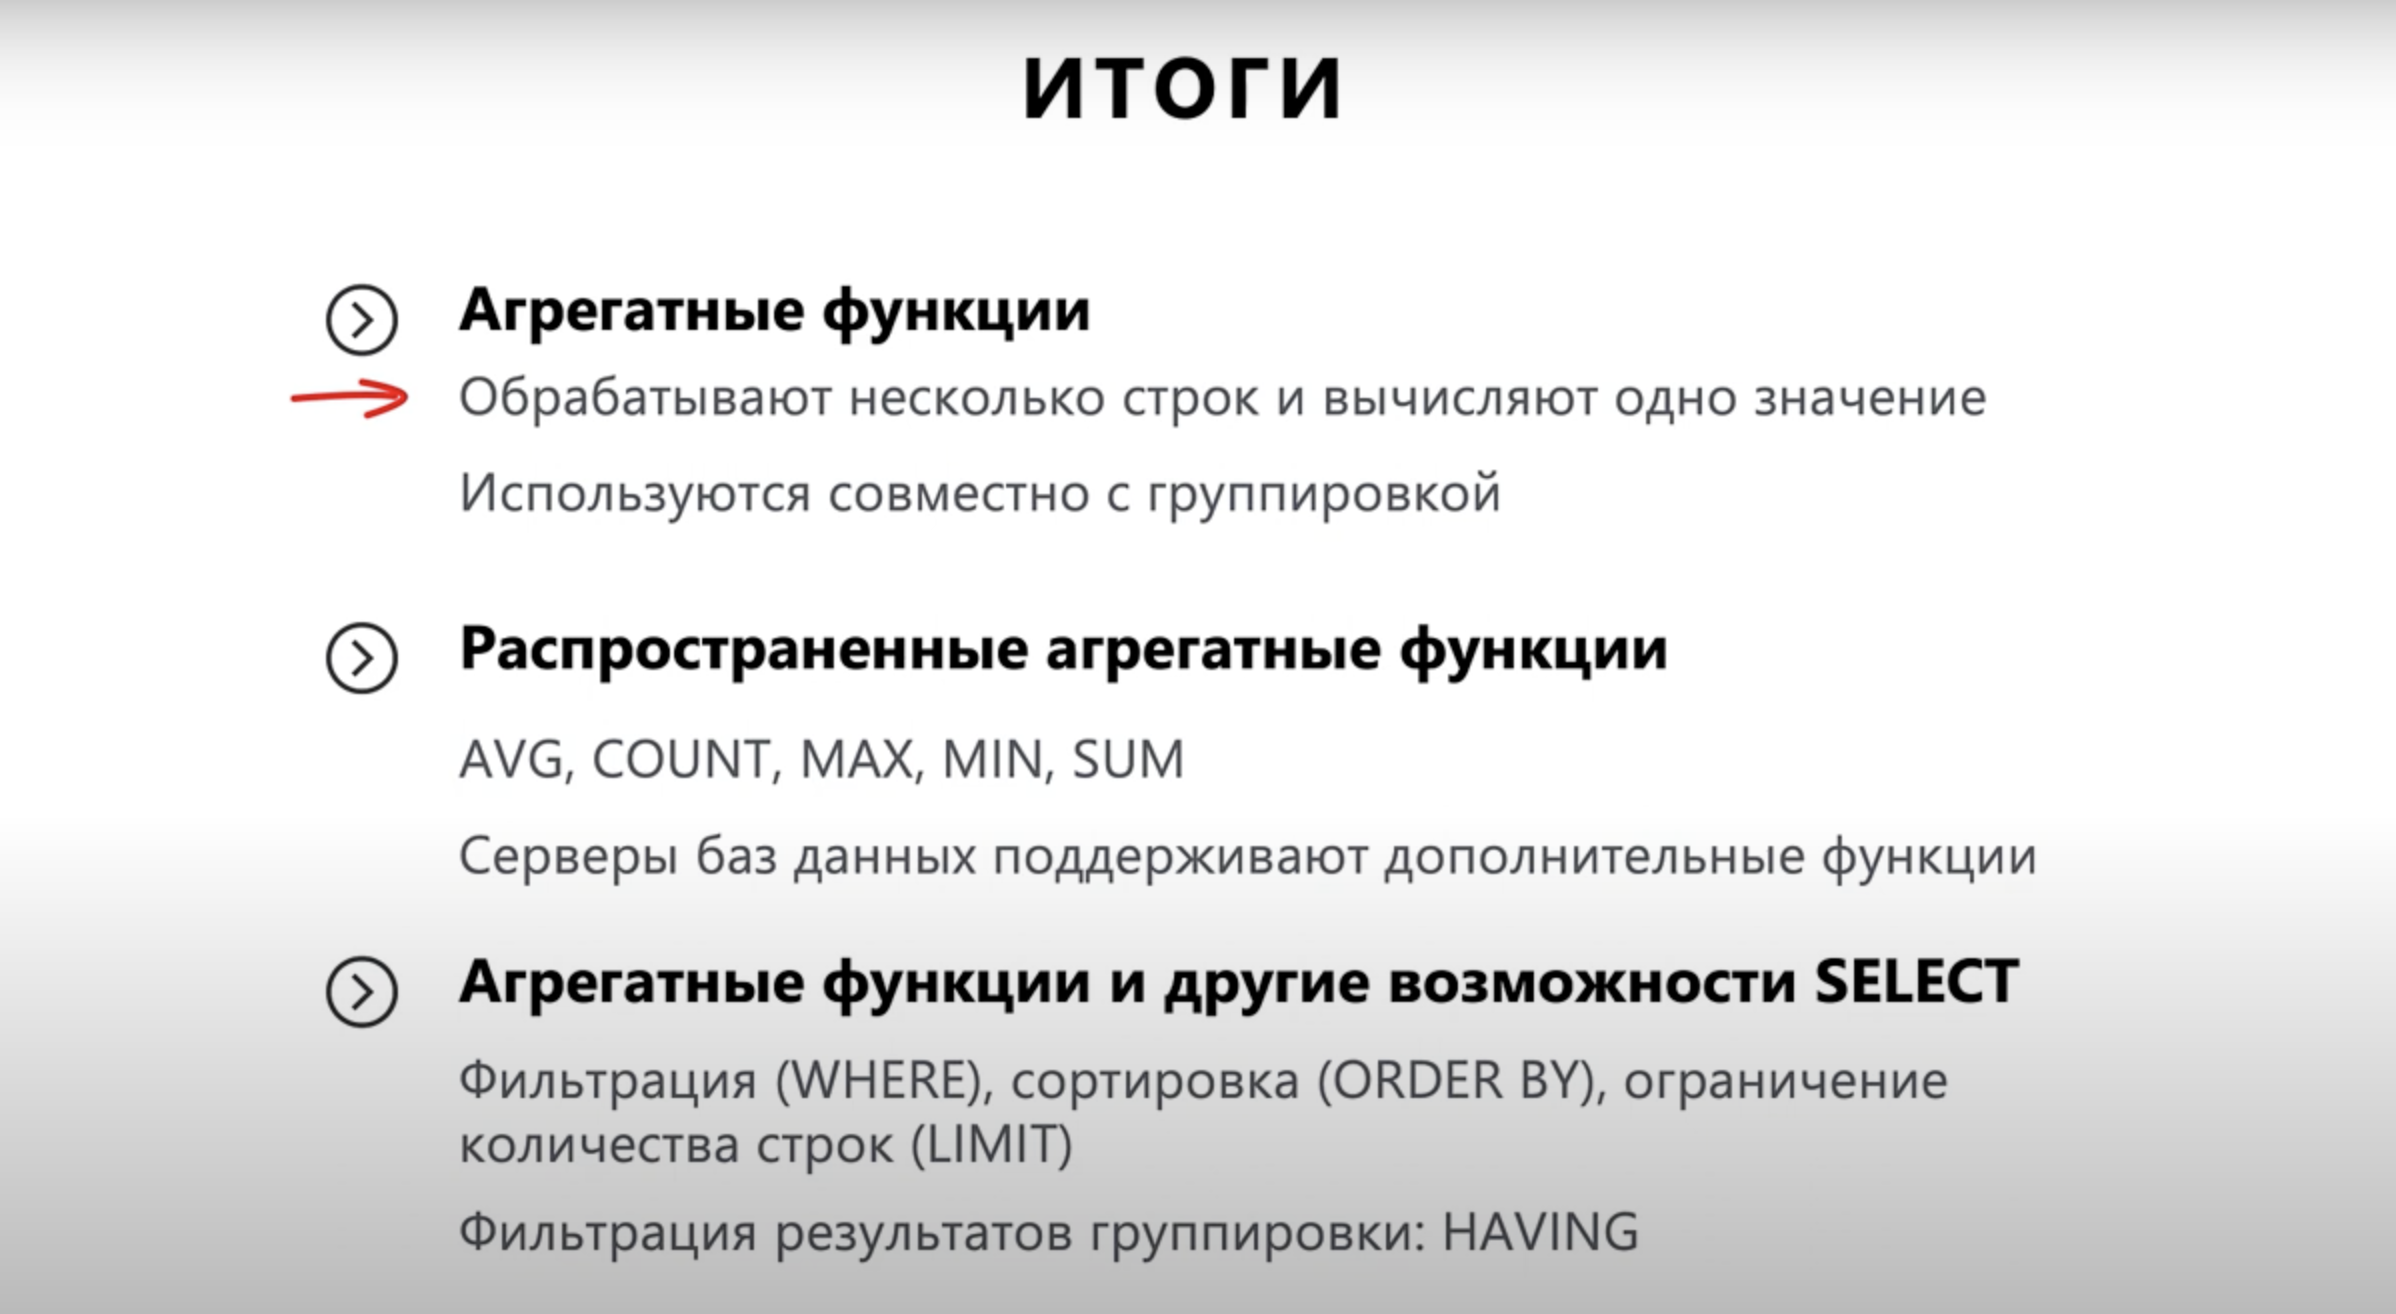 ИТОГИ
Агрегатные функции
Обрабатывают несколько строк и вычисляют одно значение
Используются совместно с группировкой
Распространенные агрегатные функции
AVG, COUNT, MAX, MIN, SUM
Серверы баз данных поддерживают дополнительные функции
Агрегатные функции и другие возможности SELECT
Фильтрация (WHERE), сортировка (ORDER BY), ограничение
количества строк (LIMIT)
Фильтрация результатов группировки: HAVING